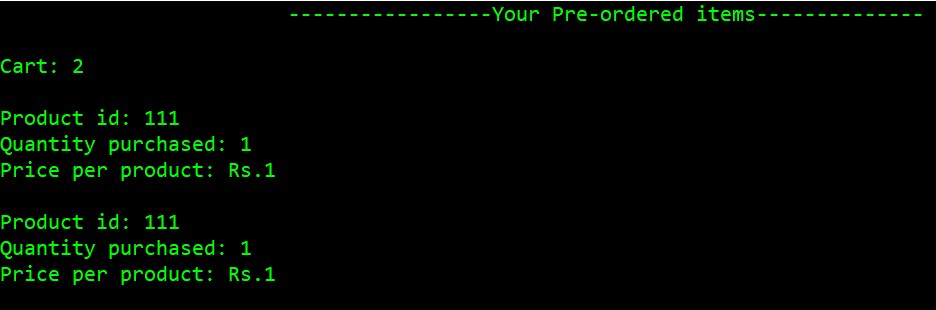 -----------------Your Pre-ordered items--------------
Cart: 2
Product id: 111
Quantity purchased: 1
Price per product: Rs.1
Product id: 111
Quantity purchased: 1
Price per product: Rs.1